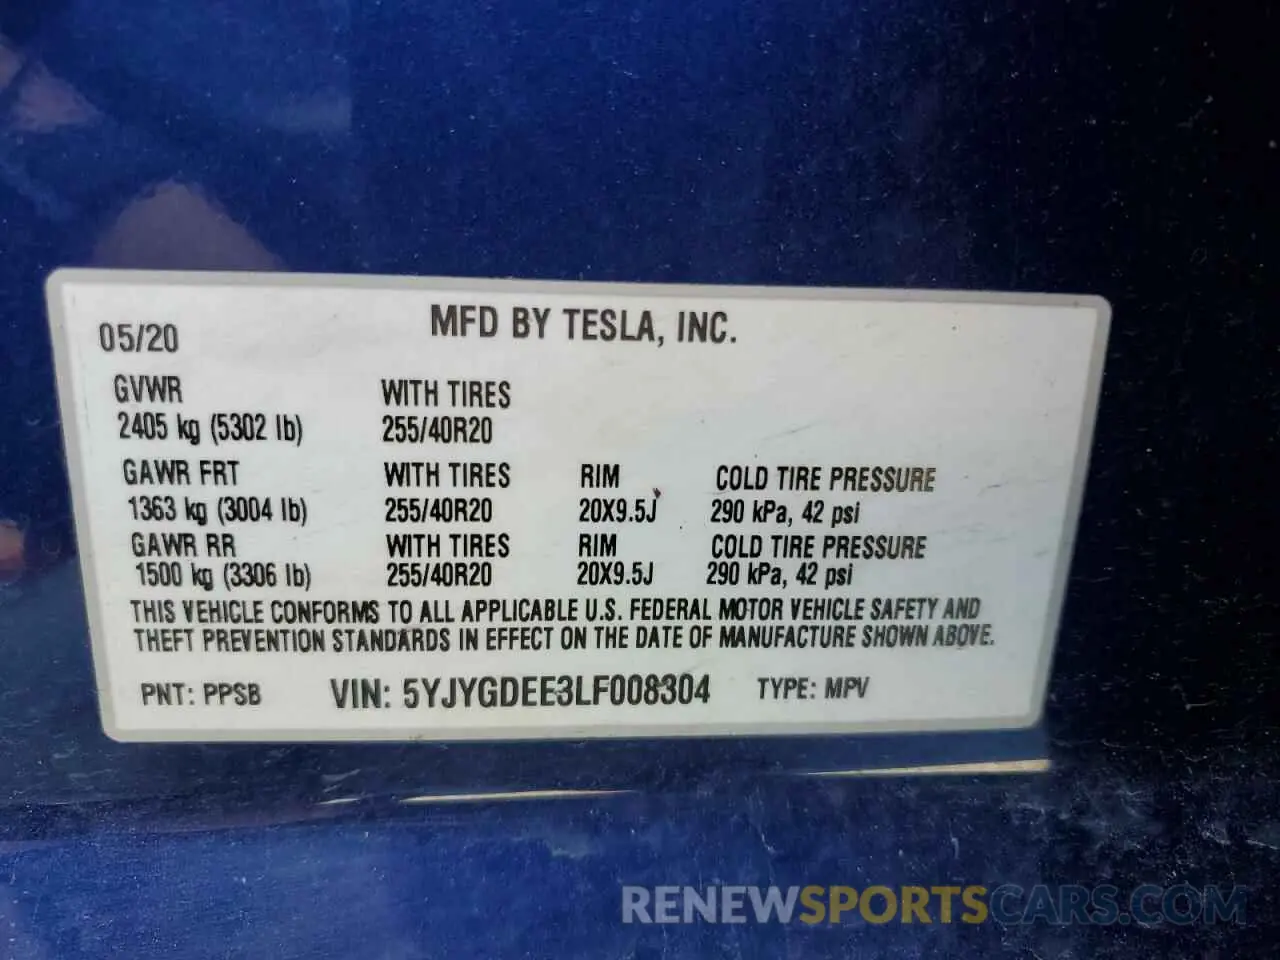 MFD BY TESLA, INC.
05/20
GVWR WITH TIRES
2405 kg (5302 lb) 255/40R20
GAWR FRT WITH TIRES RIM COLD TIRE PRESSURE
1363 kg (3004 lb) 255/40R20 20X9.5J 290 kPa, 42 psi
GAWR RR WITH TIRES RIM COLD TIRE PRESSURE
1500 kg (3306 lb) 255/40R20 20X9.5J 290 kPa, 42 psi
THIS VEHICLE CONFORMS TO ALL APPLICABLE U.S. FEDERAL MOTOR VEHICLE SAFETY AND
THEFT PREVENTION STANDARDS IN EFFECT ON THE DATE OF MANUFACTURE SHOWN ABOVE.
PNT: PPSB VIN: 5YJYGDEE3LF008304 TYPE: MPV
RENEWSPORTSCARS.COM